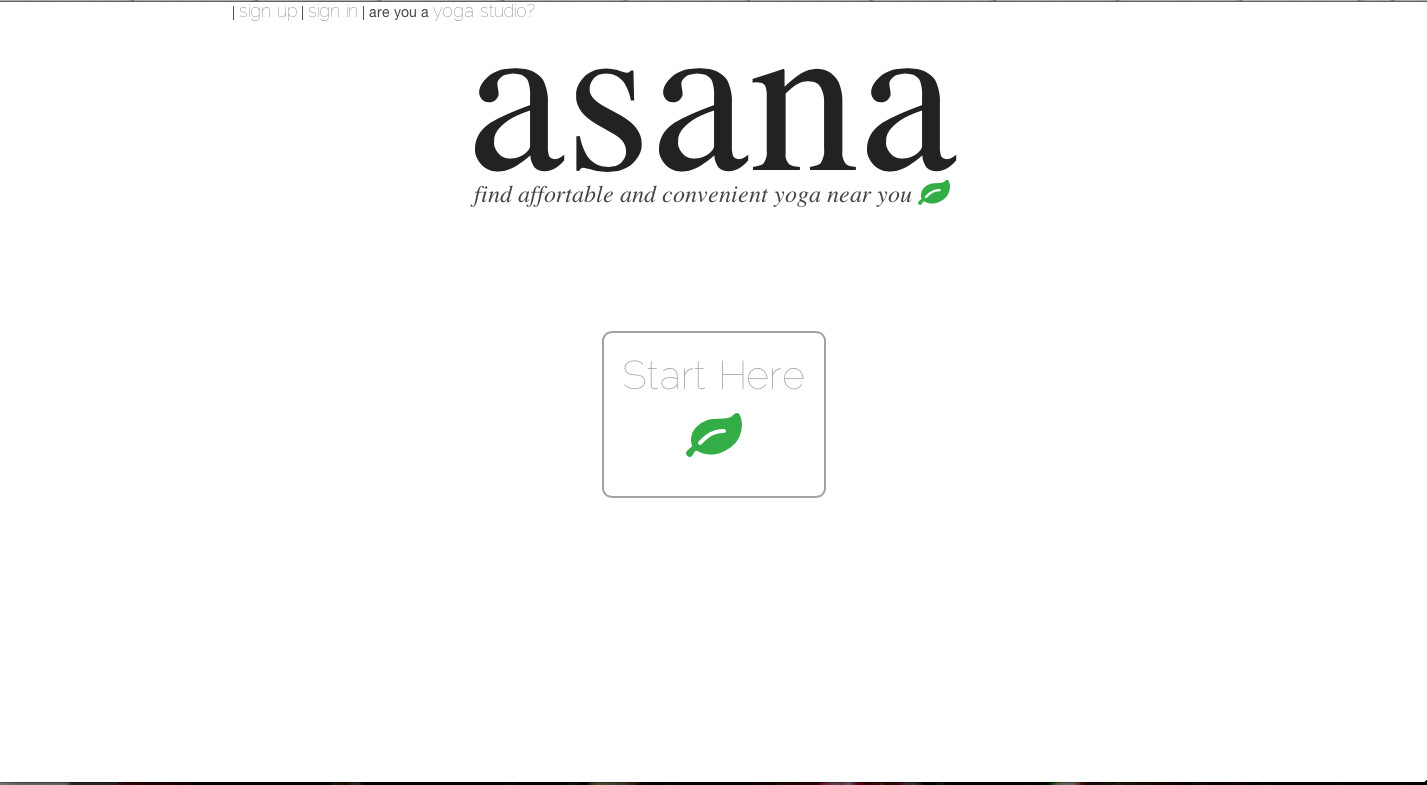 | sign up | sign in | are you a yoga studio?
asana
find affortable and convenient yoga near you
Start Here